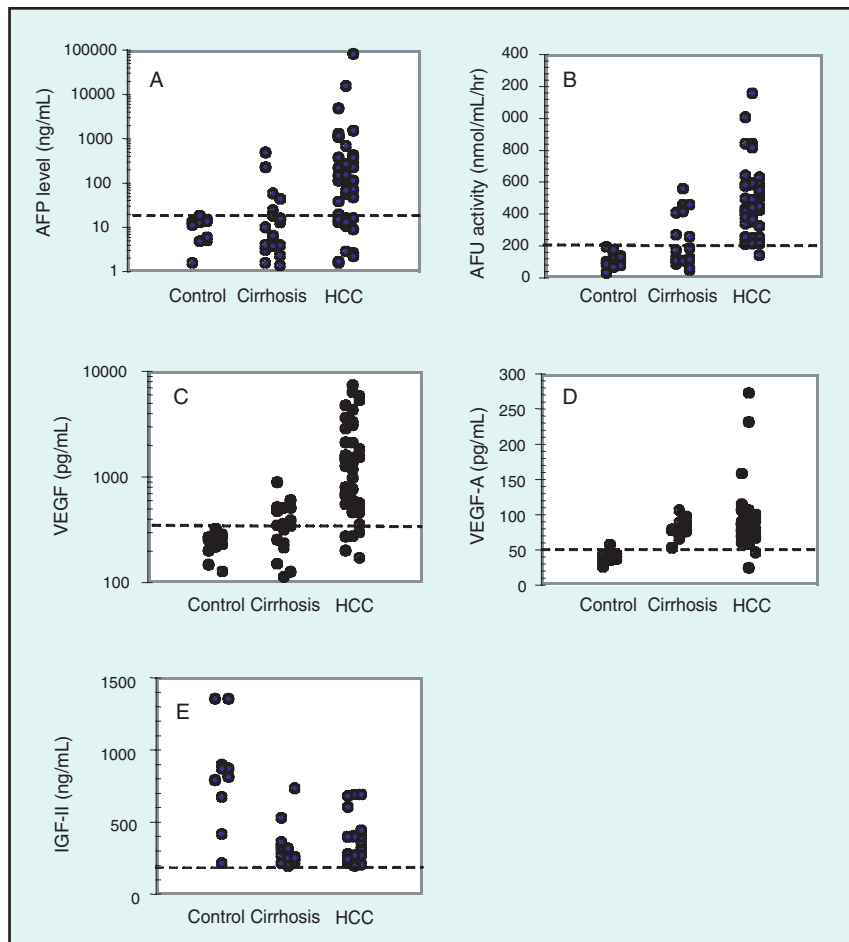 A
AFP level (ng/mL)
100000
10000
1000
100
10
1
Control Cirrhosis HCC
B
AFU activity (nmol/mL/hr)
400
200
000
800
600
400
200
0
Control Cirrhosis HCC
C
VEGF (pg/mL)
10000
1000
100
Control Cirrhosis HCC
D
VEGF-A (pg/mL)
300
250
200
150
100
50
0
Control Cirrhosis HCC
E
IGF-II (ng/mL)
1500
1000
500
0
Control Cirrhosis HCC